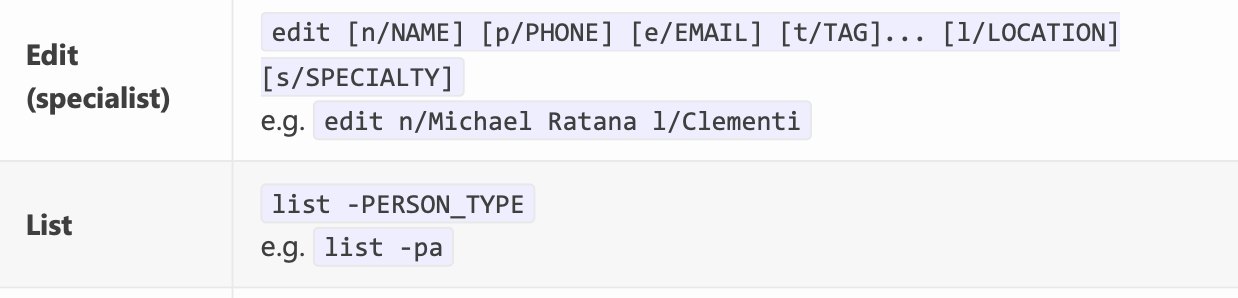 Edit
(specialist)
edit [n/NAME] [p/PHONE] [e/EMAIL] [t/TAG]... [l/LOCATION]
[s/SPECIALTY]
e.g. edit n/Michael Ratana l/Clementi
List
list -PERSON_TYPE
e.g. list -pa